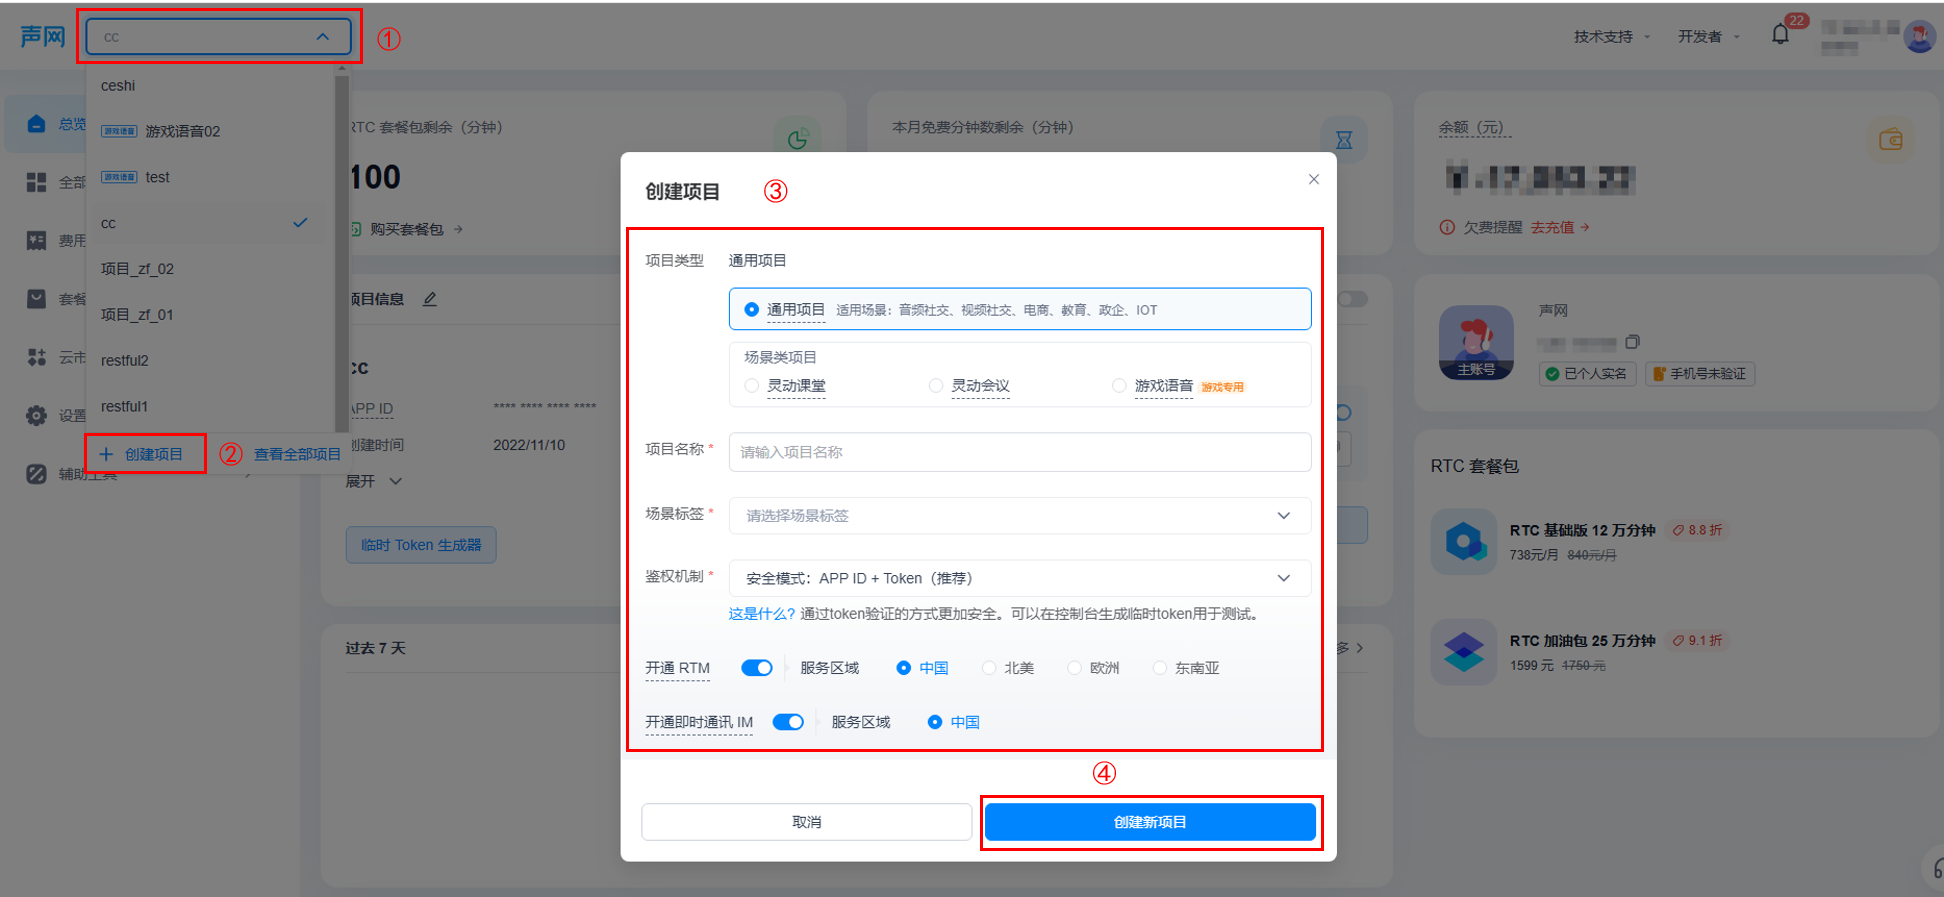 声网
cc
①
技术支持
开发者
22
ceshi
游戏语音 游戏语音02
游戏语音 test
cc
项目_zf_02
项目_zf_01
restful2
restful1
+ 创建项目
②
查看全部项目
总览
全部
费用
套餐
云市
设置
辅助工具
RTC 套餐包剩余（分钟）
100
购买套餐包
本月免费分钟数剩余（分钟）
余额（元）
欠费提醒 去充值
项目信息
cc
APP ID
**** **** **** ****
创建时间
2022/11/10
展开
临时 Token 生成器
过去 7 天
多
创建项目
③
项目类型
通用项目
通用项目 适用场景：音频社交、视频社交、电商、教育、政企、IOT
场景类项目
灵动课堂
灵动会议
游戏语音 游戏专用
项目名称 *
请输入项目名称
场景标签 *
请选择场景标签
鉴权机制 *
安全模式：APP ID + Token（推荐）
这是什么? 通过token验证的方式更加安全。可以在控制台生成临时token用于测试。
开通 RTM
服务区域
中国
北美
欧洲
东南亚
开通即时通讯 IM
服务区域
中国
④
取消
创建新项目
声网
主账号
已个人实名
手机号未验证
RTC 套餐包
RTC 基础版 12 万分钟
8.8 折
738元/月 840元/月
RTC 加油包 25 万分钟
9.1 折
1599 元 1750 元